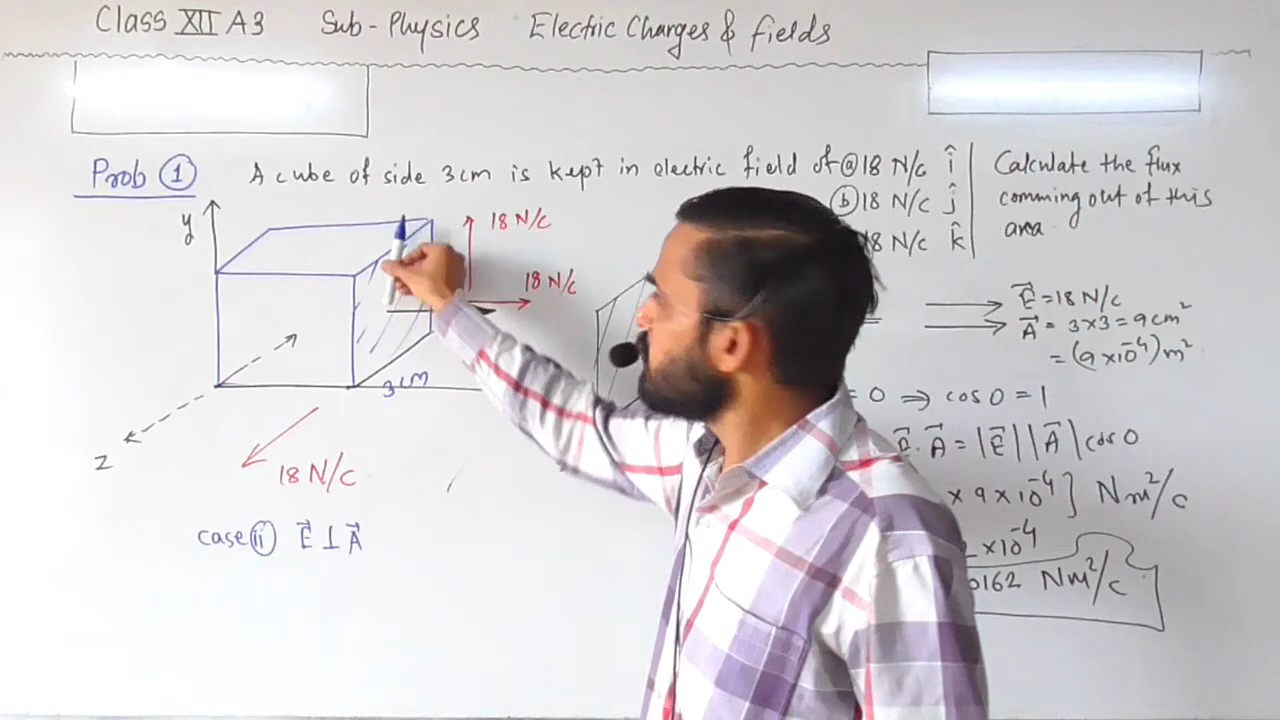 Class XII A3 Sub-Physics Electric Charges & fields
Prob 1 A cube of side 3cm is kept in electric field of @ 18 N/c î
(b) 18 N/c ĵ
18 N/c k̂
Calculate the flux
comming out of this
area
y
18 N/c
18 N/c
3cm
z
18 N/c
case (ii) E⃗ ⊥ A⃗
E⃗ = 18 N/c
A⃗ = 3×3 = 9 cm²
= (9 ×10⁻⁴) m²
= 0 ⇒ cos 0 = 1
. A⃗ = |E⃗| |A⃗| cos 0
× 9 × 10⁻⁴] Nm²/c
×10⁻⁴
0162 Nm²/c